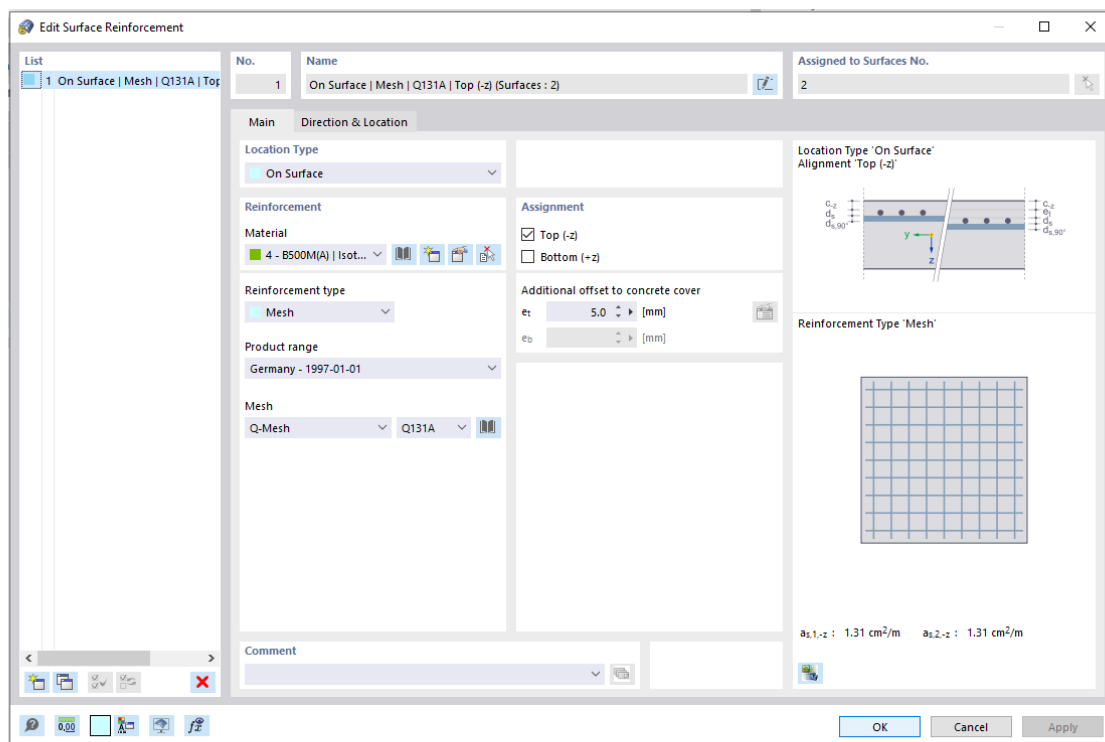 Edit Surface Reinforcement
List
1 On Surface | Mesh | Q131A | Top
No.
1
Name
On Surface | Mesh | Q131A | Top (-z) (Surfaces : 2)
Assigned to Surfaces No.
2
Main
Direction & Location
Location Type
On Surface
Reinforcement
Material
4 - B500M(A) | Isot...
Reinforcement type
Mesh
Product range
Germany - 1997-01-01
Mesh
Q-Mesh
Q131A
Assignment
Top (-z)
Bottom (+z)
Additional offset to concrete cover
et 5.0 [mm]
eb [mm]
Comment
Location Type 'On Surface'
Alignment 'Top (-z)'
c-z
ds
ds,90°
y
z
c-z
et
ds
ds,90°
Reinforcement Type 'Mesh'
as,1,-z : 1.31 cm²/m as,2,-z : 1.31 cm²/m
0,00
OK
Cancel
Apply